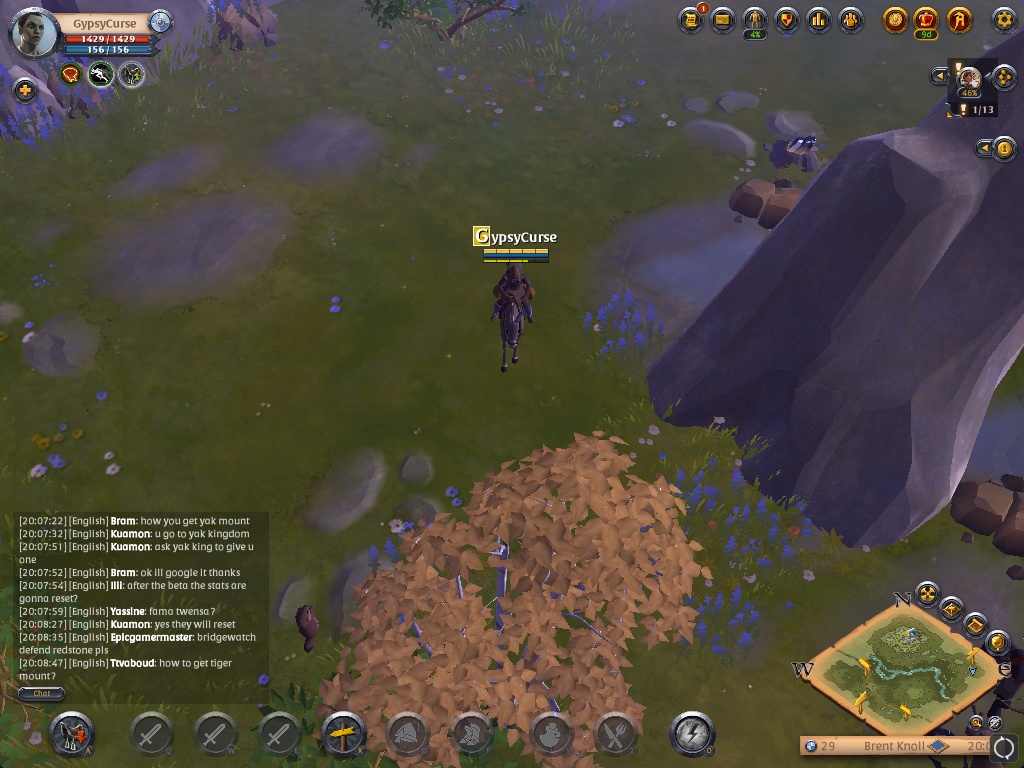 GypsyCurse
1429 / 1429
156 / 156
1
4%
9d
46%
1/13
GypsyCurse
[20:07:22] [English] Bram: how you get yak mount
[20:07:32] [English] Kuamon: u go to yak kingdom
[20:07:51] [English] Kuamon: ask yak king to give u
one
[20:07:52] [English] Bram: ok ill google it thanks
[20:07:54] [English] Illl: after the beta the stats are
gonna reset?
[20:07:59] [English] Yassine: fama twensa?
[20:08:27] [English] Kuamon: yes they will reset
[20:08:35] [English] Epicgamermaster: bridgewatch
defend redstone pls
[20:08:47] [English] Ttvaboud: how to get tiger
mount?
Chat
N
W
E
A
Q
W
E
R
29
Brent Knoll